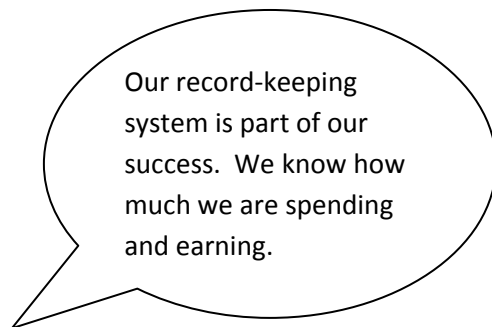 Our record-keeping
system is part of our
success.  We know how
much we are spending
and earning.